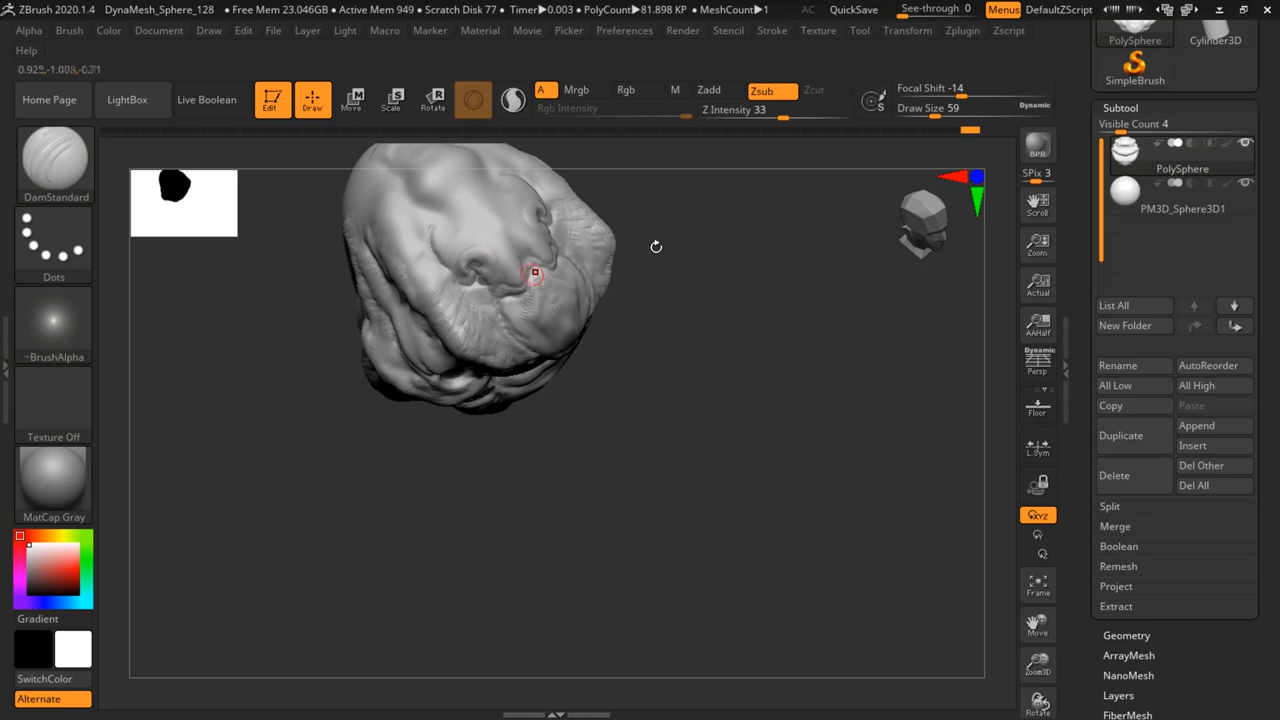 ZBrush 2020.1.4 DynaMesh_Sphere_128 • Free Mem 23.046GB • Active Mem 949 • Scratch Disk 77 • Timer▶0.003 • PolyCount▶81.898 KP • MeshCount▶1 AC QuickSave See-through 0 Menus DefaultZScript
Alpha Brush Color Document Draw Edit File Layer Light Macro Marker Material Movie Picker Preferences Render Stencil Stroke Texture Tool Transform Zplugin Zscript
Help
PolySphere Cylinder3D
SimpleBrush
Home Page LightBox Live Boolean Edit Draw Move Scale Rotate
A Mrgb Rgb M Zadd Zsub Zcut
Rgb Intensity Z Intensity 33
Focal Shift -14
Draw Size 59 Dynamic
DamStandard
Dots
~BrushAlpha
Texture Off
MatCap Gray
Gradient
SwitchColor
Alternate
BPR
SPix 3
Scroll
Zoom
Actual
AAHalf
Dynamic
Persp
Floor
L.Sym
XYZ
Frame
Move
Zoom3D
Rotate
Subtool
Visible Count 4
PolySphere
PM3D_Sphere3D1
List All
New Folder
Rename AutoReorder
All Low All High
Copy Paste
Duplicate Append
Insert
Delete Del Other
Del All
Split
Merge
Boolean
Remesh
Project
Extract
Geometry
ArrayMesh
NanoMesh
Layers
FiberMesh